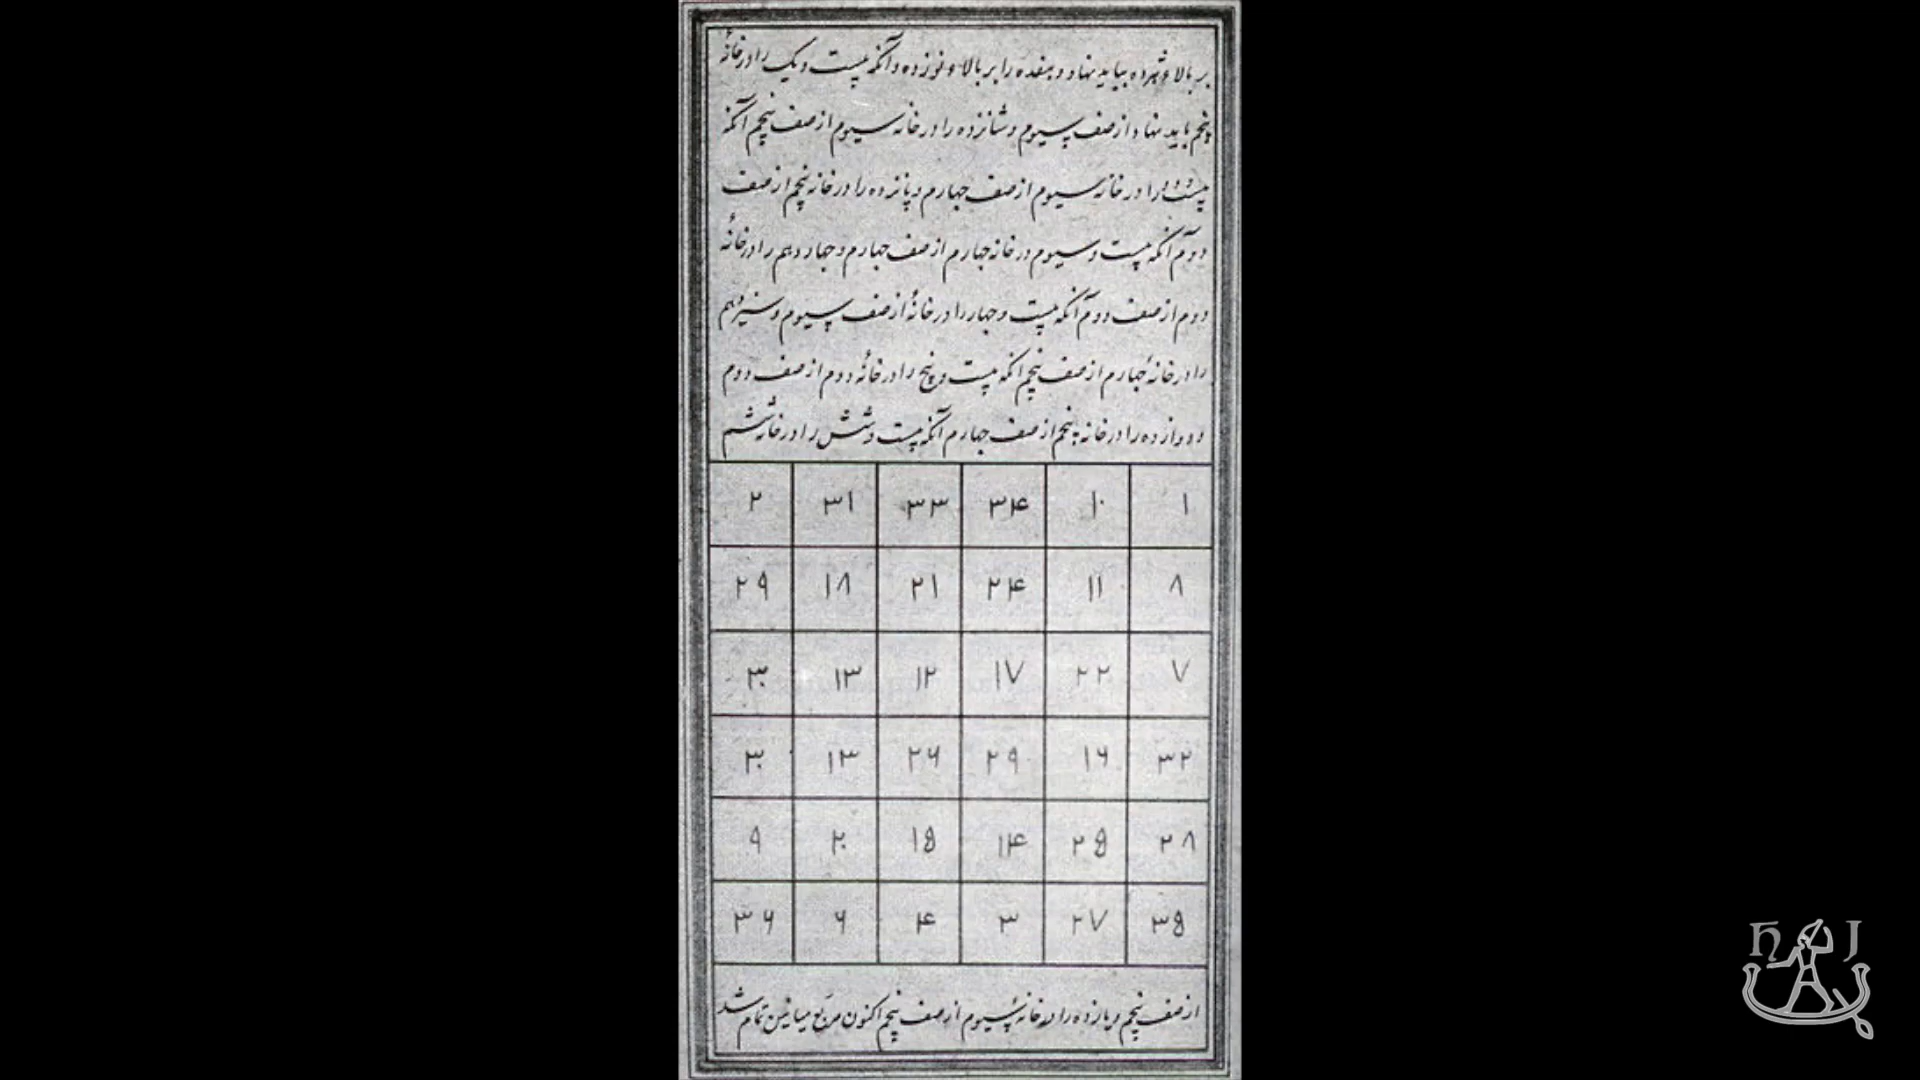 بر بالاء شهرده بباید نهاد و هفده را بر بالاء نوزده و آنگه بیست و یک را در خانهٔ
پنجم باید نهاد از صف سیوم و شانزده را در خانه سیوم از صف پنجم آنگه
بیست و دو را در خانه سیوم از صف چهارم و پانزده را در خانه پنجم از صف
دوم آنگه بیست و سیوم در خانه چهارم از صف چهارم و چهاردهم را در خانهٔ
دوم از صف دوم آنگه بیست و چهار را در خانهٔ از صف سیوم و سیزدهم
را در خانهٔ چهارم از صف پنجم آنگه بیست و پنج را در خانهٔ دوم از صف دوم
دوازده را در خانه پنجم از صف چهارم آنگه بیست و شش را در خانه ششم
۱ ۱۰ ۳۴ ۳۳ ۳۱ ۲
۸ ۱۱ ۲۴ ۲۱ ۱۸ ۲۹
۷ ۲۲ ۱۷ ۱۲ ۱۳ ۳۰
۳۲ ۱۶ ۲۹ ۲۶ ۱۳ ۳۰
۲۸ ۲۵ ۱۴ ۱۵ ۲۰ ۹
۳۵ ۲۷ ۳ ۴ ۶ ۳۶
از صف پنجم و یازده را در خانه سیوم از صف پنجم اکنون مربع میانین تمام شد
H J